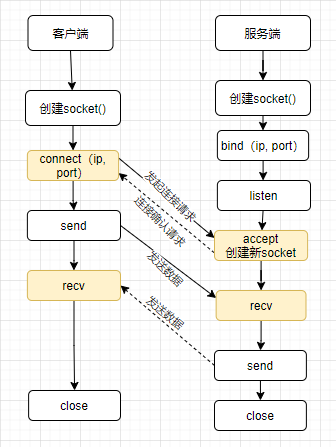 客户端
服务端
创建socket()
创建socket()
bind（ip, port）
connect（ip,
port）
发起连接请求
连接确认请求
listen
send
accept
创建新socket
发送数据
recv
recv
发送数据
send
close
close